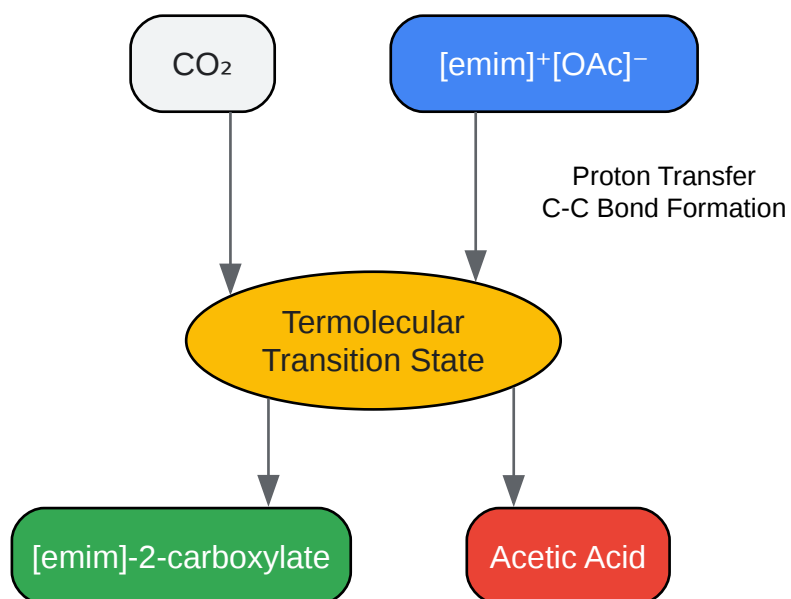 CO₂
[emim]⁺[OAc]⁻
Proton Transfer
C-C Bond Formation
Termolecular
Transition State
[emim]-2-carboxylate
Acetic Acid